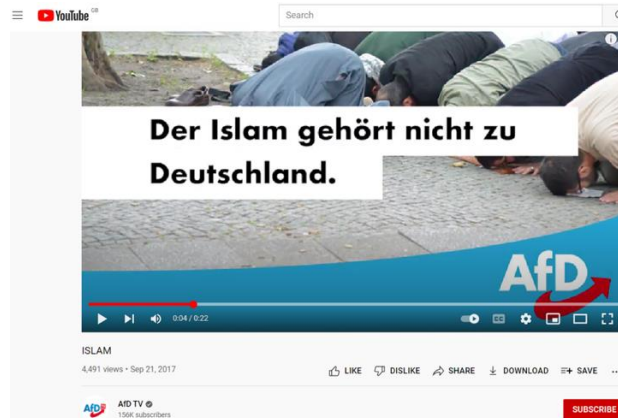 YouTube GB
Search
Der Islam gehört nicht zu
Deutschland.
AfD
0:04 / 0:22
CC
ISLAM
4,491 views • Sep 21, 2017
LIKE DISLIKE SHARE DOWNLOAD SAVE ...
AfD
AfD TV
156K subscribers
SUBSCRIBE